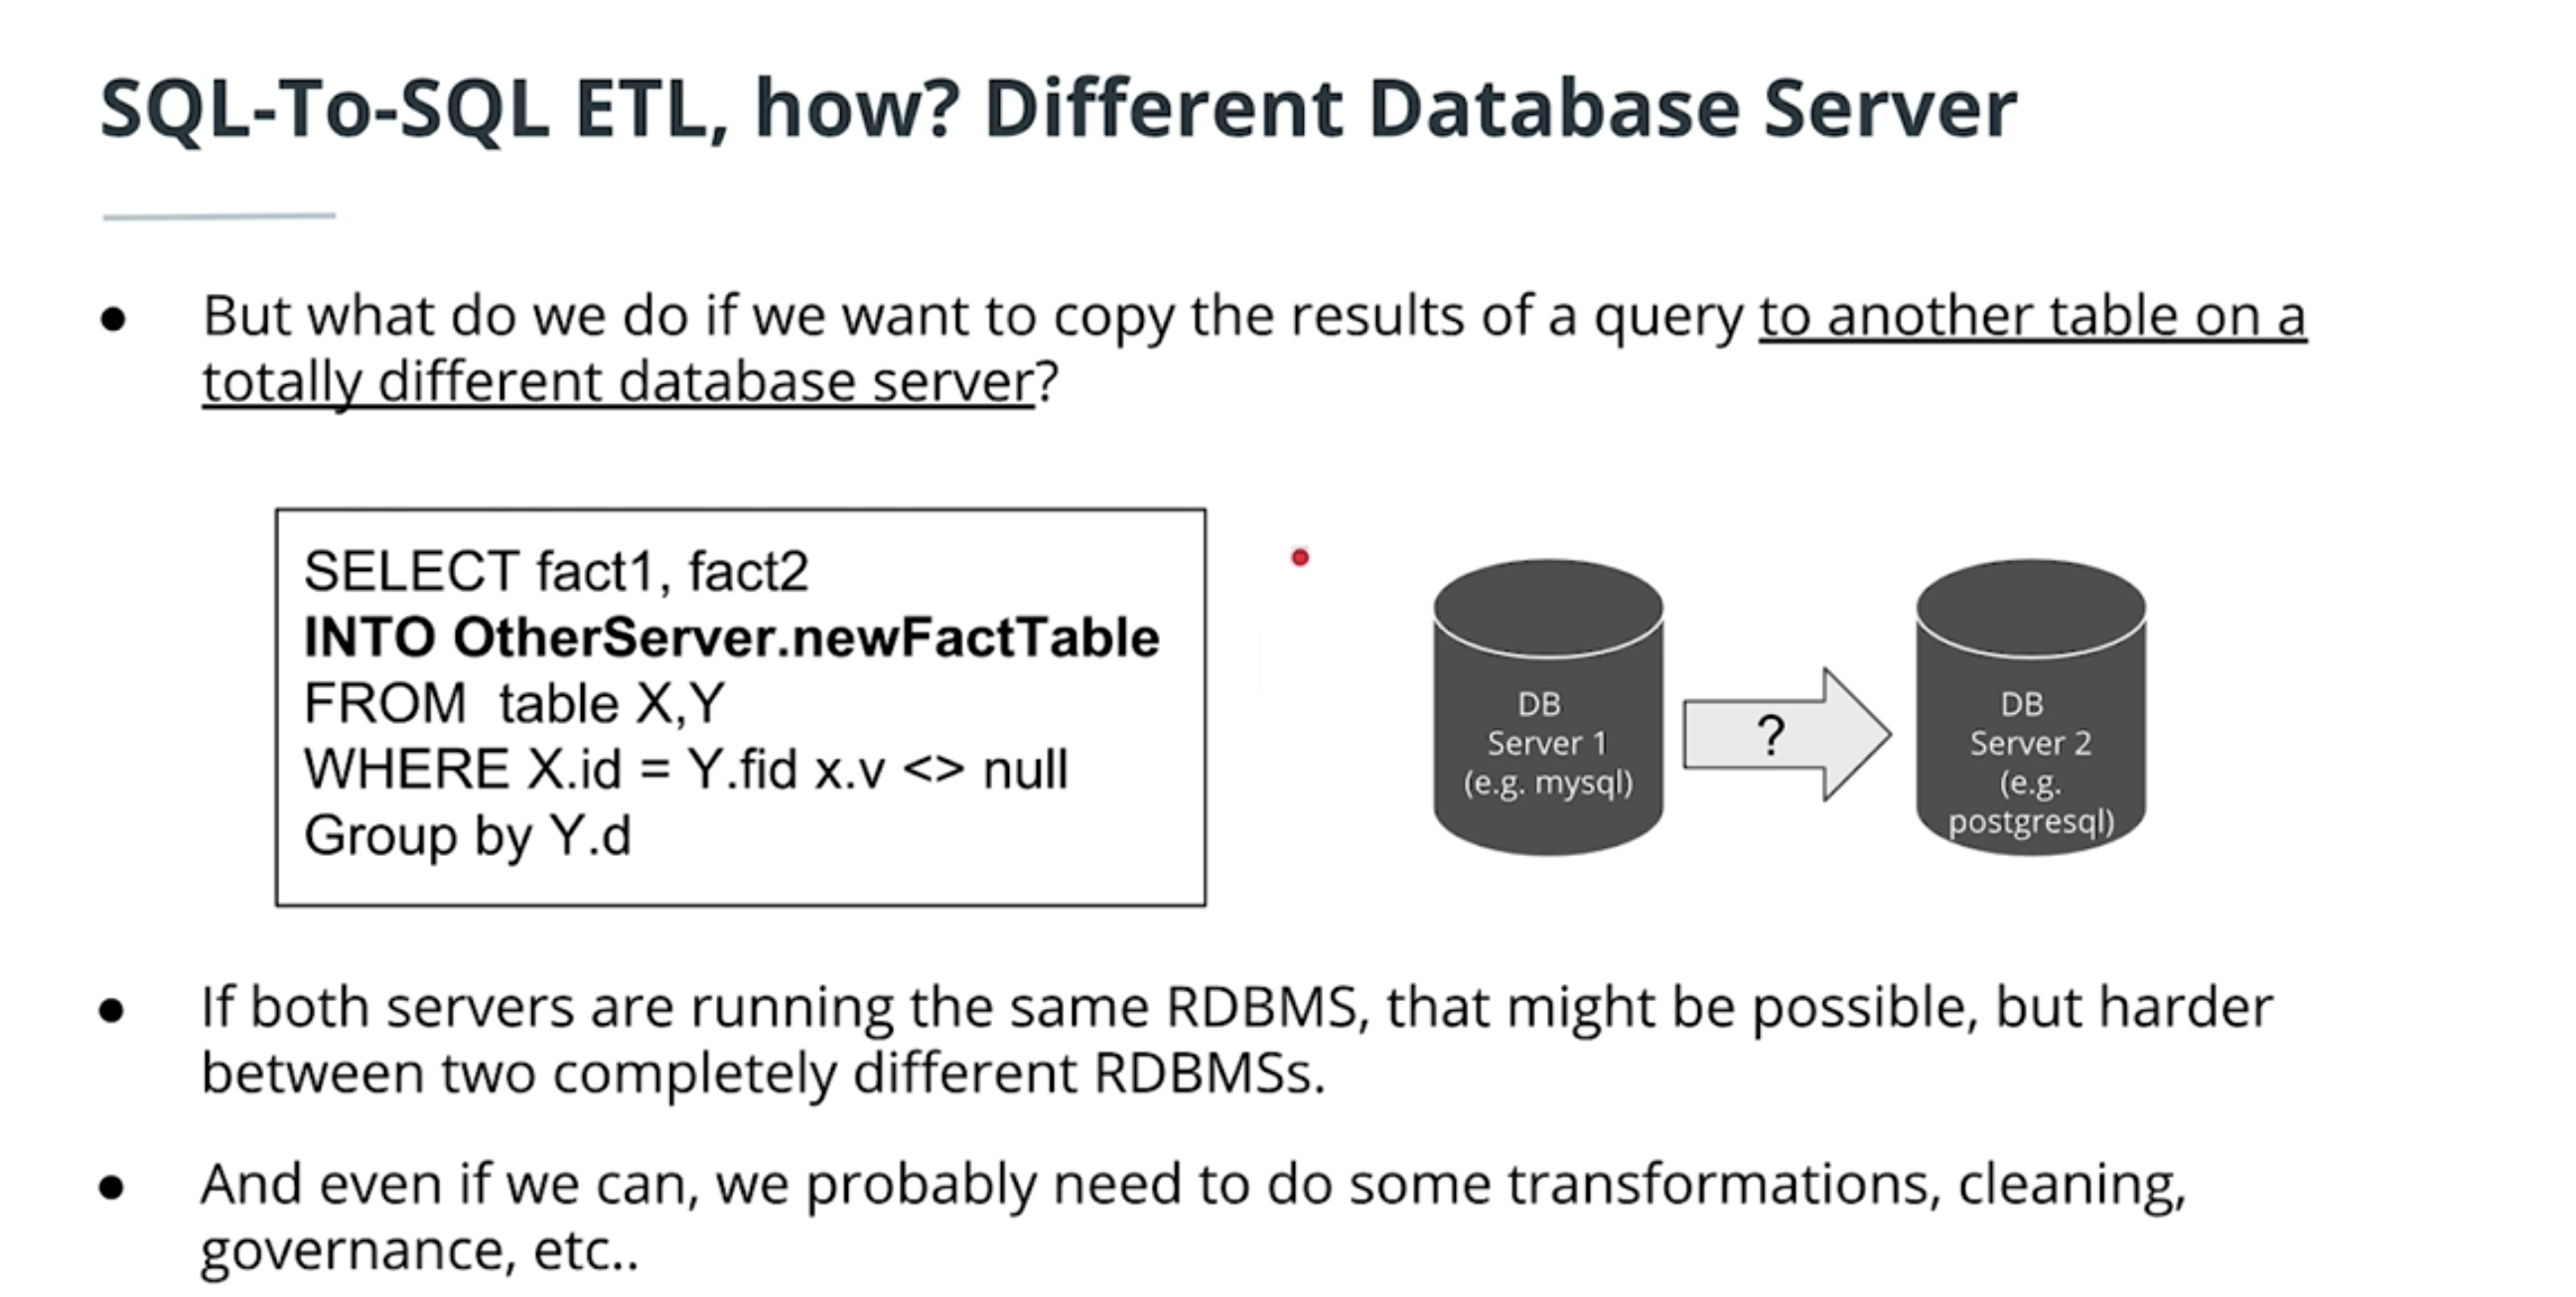 SQL-To-SQL ETL, how? Different Database Server
● But what do we do if we want to copy the results of a query to another table on a
totally different database server?
SELECT fact1, fact2
INTO OtherServer.newFactTable
FROM  table X,Y
WHERE X.id = Y.fid x.v <> null
Group by Y.d
DB
Server 1
(e.g. mysql)
?
DB
Server 2
(e.g.
postgresql)
● If both servers are running the same RDBMS, that might be possible, but harder
between two completely different RDBMSs.
● And even if we can, we probably need to do some transformations, cleaning,
governance, etc..